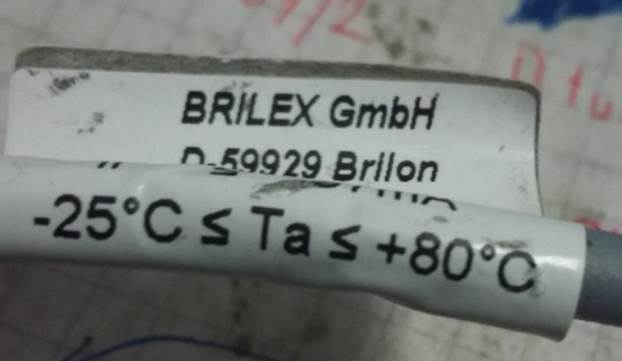 BRILEX GmbH
D-59929 Brilon
-25°C ≤ Ta ≤ +80°C